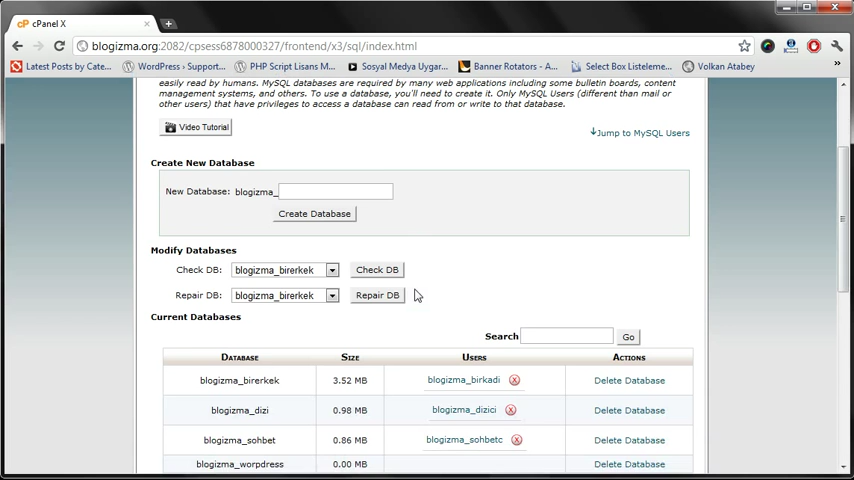 cPanel X
blogizma.org:2082/cpsess6878000327/frontend/x3/sql/index.html
Latest Posts by Cate... WordPress › Support... PHP Script Lisans M... Sosyal Medya Uygar... Banner Rotators - A... Select Box Listeleme... Volkan Atabey
easily read by humans. MySQL databases are required by many web applications including some bulletin boards, content
management systems, and others. To use a database, you'll need to create it. Only MySQL Users (different than mail or
other users) that have privileges to access a database can read from or write to that database.
Video Tutorial
Jump to MySQL Users
Create New Database
New Database: blogizma_
Create Database
Modify Databases
Check DB: blogizma_birerkek Check DB
Repair DB: blogizma_birerkek Repair DB
Current Databases
Search Go
DATABASE SIZE USERS ACTIONS
blogizma_birerkek 3.52 MB blogizma_birkadi Delete Database
blogizma_dizi 0.98 MB blogizma_dizici Delete Database
blogizma_sohbet 0.86 MB blogizma_sohbetc Delete Database
blogizma_worpdress 0.00 MB Delete Database